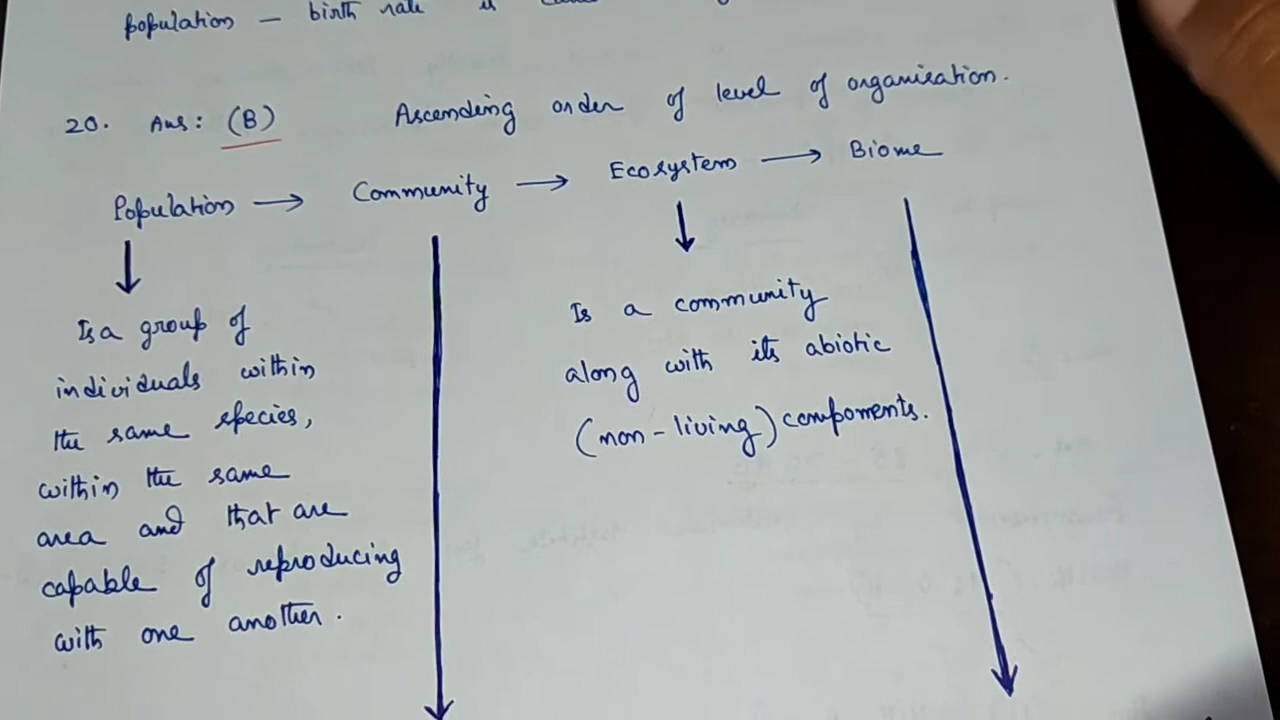 population – birth rate is
20. Ans: (B) Ascending order of level of organisation.
Population → Community → Ecosystem → Biome
Is a group of
individuals within
the same species,
within the same
area and that are
capable of reproducing
with one another.
Is a community
along with its abiotic
(non-living) components.